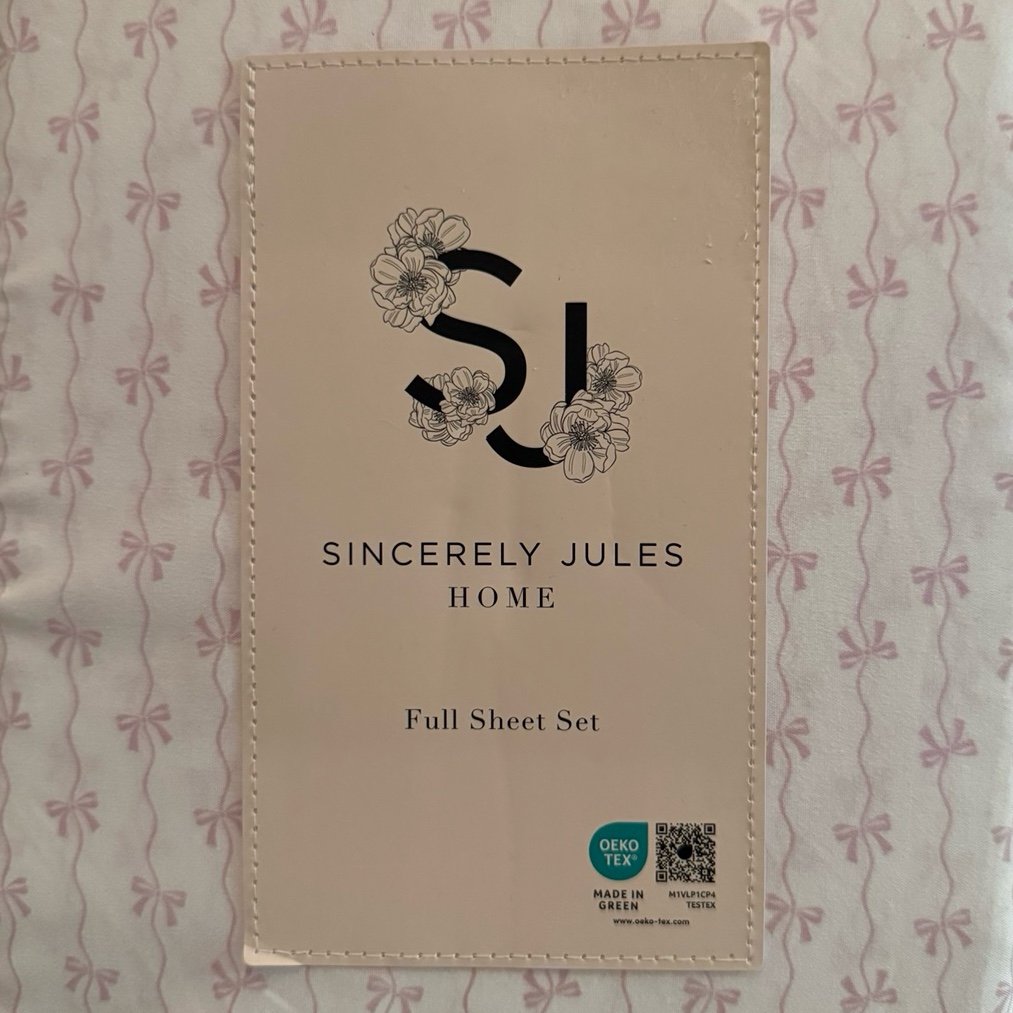 SJ
SINCERELY JULES
HOME
Full Sheet Set
OEKO
TEX®
MADE IN
GREEN
M1VLP1CP4
TESTEX
www.oeko-tex.com